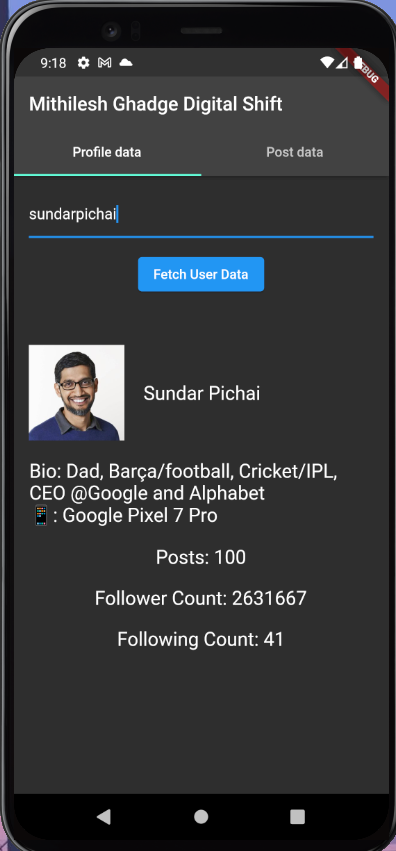 9:18
DEBUG
Mithilesh Ghadge Digital Shift
Profile data Post data
sundarpichai
Fetch User Data
Sundar Pichai
Bio: Dad, Barça/football, Cricket/IPL,
CEO @Google and Alphabet
📱: Google Pixel 7 Pro
Posts: 100
Follower Count: 2631667
Following Count: 41